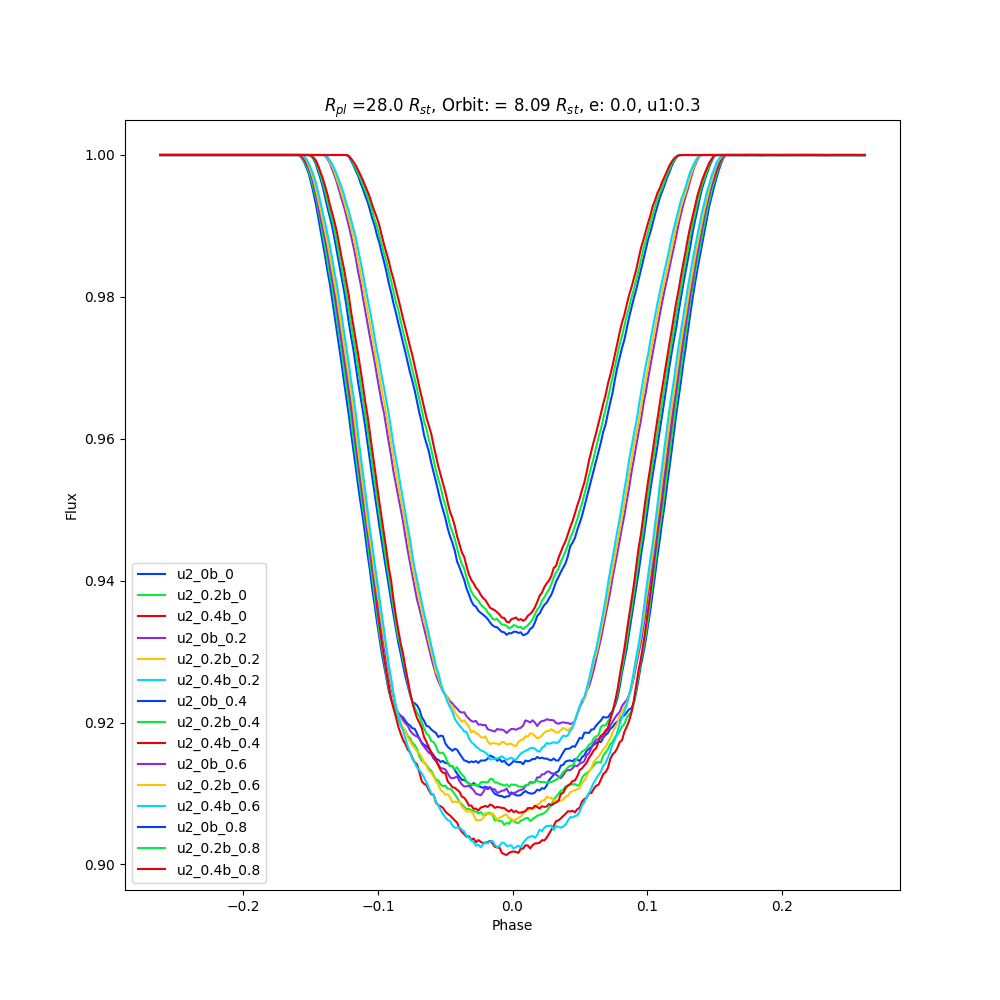 R_pl =28.0 R_st, Orbit: = 8.09 R_st, e: 0.0, u1:0.3
1.00
0.98
0.96
0.94
0.92
0.90
Flux
u2_0b_0
u2_0.2b_0
u2_0.4b_0
u2_0b_0.2
u2_0.2b_0.2
u2_0.4b_0.2
u2_0b_0.4
u2_0.2b_0.4
u2_0.4b_0.4
u2_0b_0.6
u2_0.2b_0.6
u2_0.4b_0.6
u2_0b_0.8
u2_0.2b_0.8
u2_0.4b_0.8
−0.2 −0.1 0.0 0.1 0.2
Phase